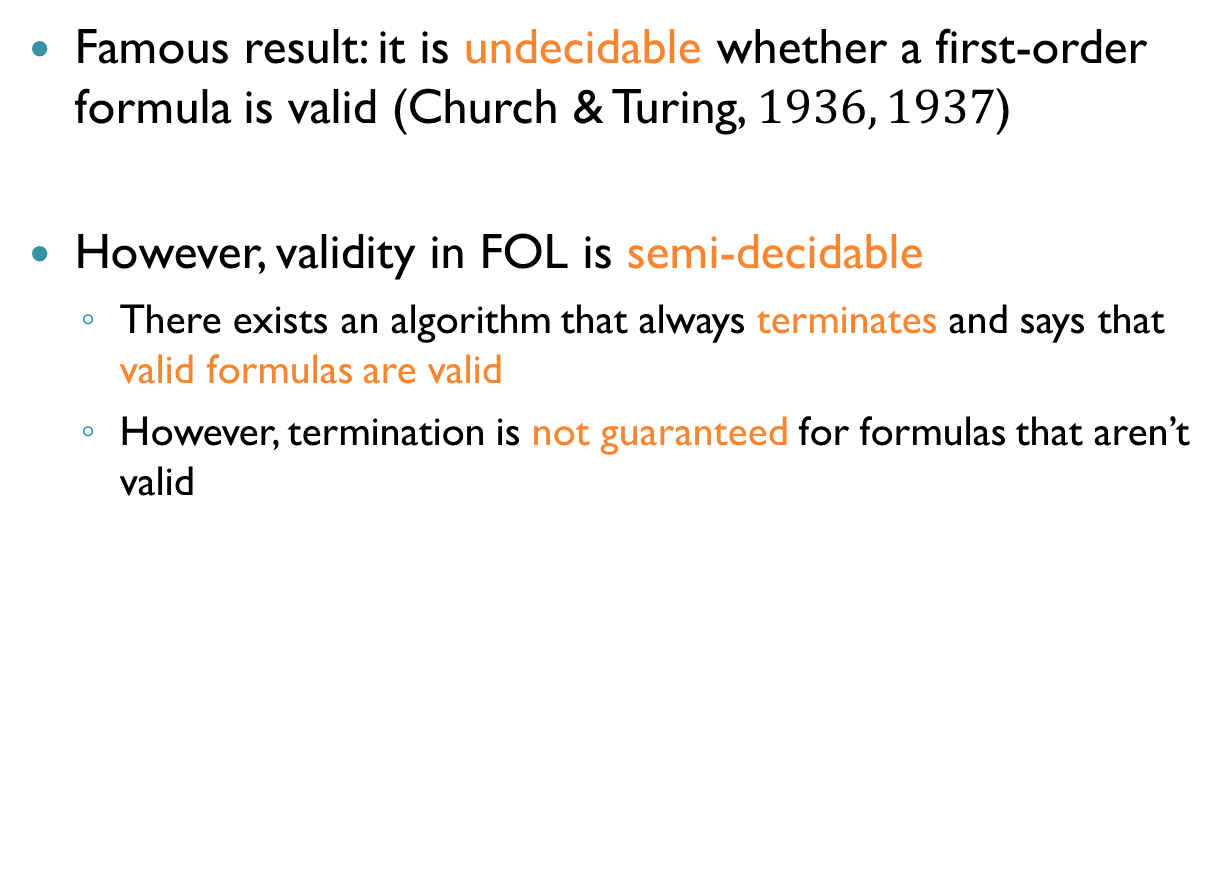 • Famous result: it is undecidable whether a first-order
formula is valid (Church & Turing, 1936, 1937)
• However, validity in FOL is semi-decidable
◦ There exists an algorithm that always terminates and says that
valid formulas are valid
◦ However, termination is not guaranteed for formulas that aren’t
valid